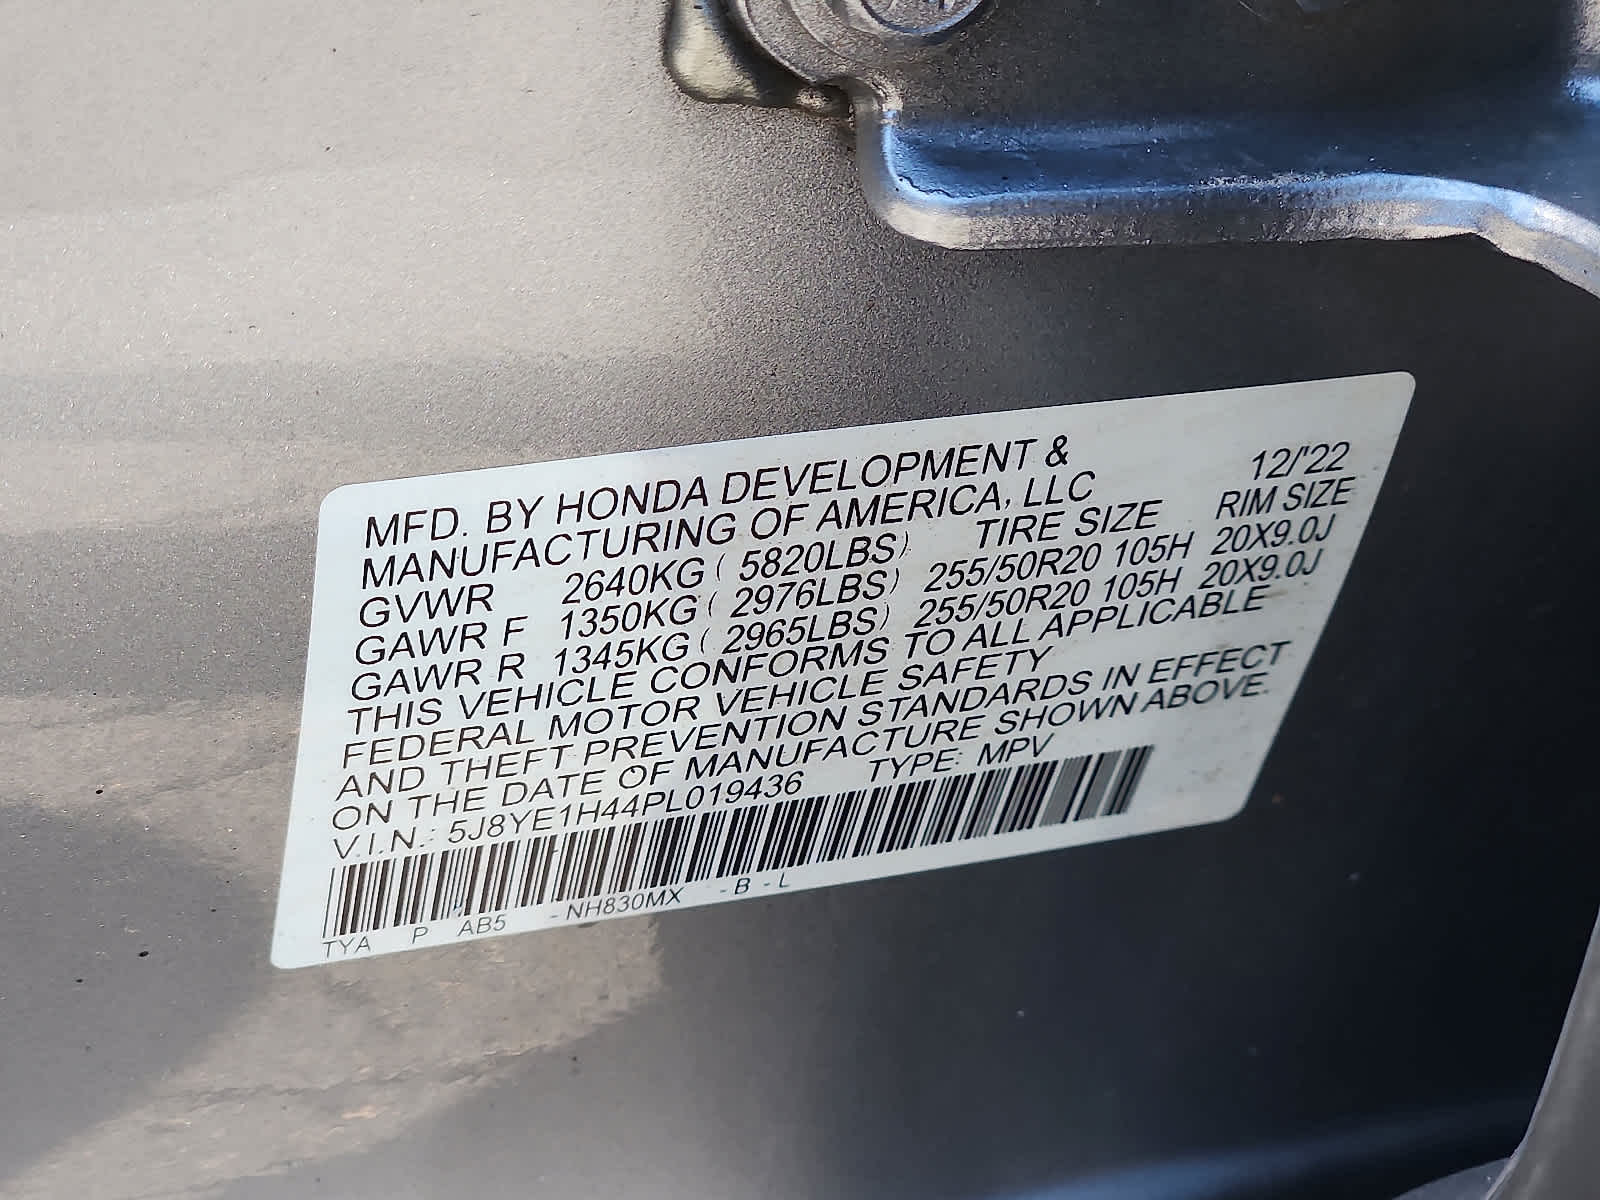 MFD. BY HONDA DEVELOPMENT &
MANUFACTURING OF AMERICA, LLC 12/'22
GVWR 2640KG ( 5820LBS) TIRE SIZE RIM SIZE
GAWR F 1350KG ( 2976LBS) 255/50R20 105H 20X9.0J
GAWR R 1345KG ( 2965LBS) 255/50R20 105H 20X9.0J
THIS VEHICLE CONFORMS TO ALL APPLICABLE
FEDERAL MOTOR VEHICLE SAFETY
AND THEFT PREVENTION STANDARDS IN EFFECT
ON THE DATE OF MANUFACTURE SHOWN ABOVE.
V.I.N.: 5J8YE1H44PL019436 TYPE: MPV
TYA P AB5 -NH830MX -B -L